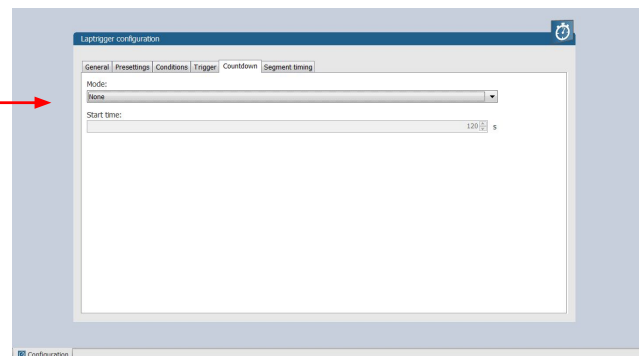 Laptrigger configuration
General Presettings Conditions Trigger Countdown Segment timing
Mode:
None
Start time:
120 s
Configuration